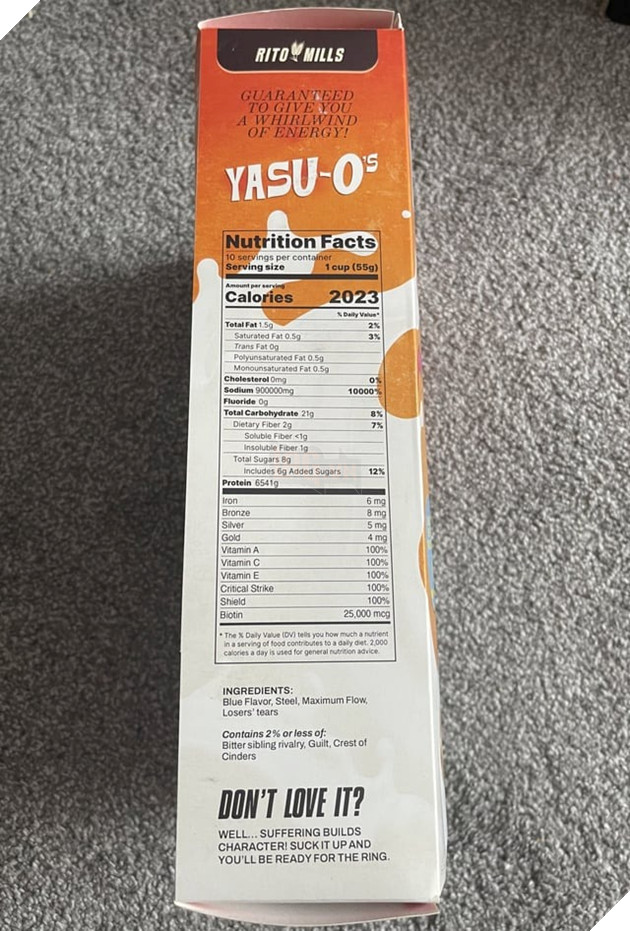 RITO MILLS
GUARANTEED
TO GIVE YOU
A WHIRLWIND
OF ENERGY!
YASU-O'S
Nutrition Facts
10 servings per container
Serving size 1 cup (55g)
Amount per serving
Calories 2023
% Daily Value*
Total Fat 1.5g 2%
Saturated Fat 0.5g 3%
Trans Fat 0g
Polyunsaturated Fat 0.5g
Monounsaturated Fat 0.5g
Cholesterol 0mg 0%
Sodium 900000mg 10000%
Fluoride 0g
Total Carbohydrate 21g 8%
Dietary Fiber 2g 7%
Soluble Fiber <1g
Insoluble Fiber 1g
Total Sugars 8g
Includes 6g Added Sugars 12%
Protein 6541g
Iron 6 mg
Bronze 8 mg
Silver 5 mg
Gold 4 mg
Vitamin A 100%
Vitamin C 100%
Vitamin E 100%
Critical Strike 100%
Shield 100%
Biotin 25,000 mcg
* The % Daily Value (DV) tells you how much a nutrient
in a serving of food contributes to a daily diet. 2,000
calories a day is used for general nutrition advice.
INGREDIENTS:
Blue Flavor, Steel, Maximum Flow,
Losers' tears
Contains 2% or less of:
Bitter sibling rivalry, Guilt, Crest of
Cinders
DON'T LOVE IT?
WELL... SUFFERING BUILDS
CHARACTER! SUCK IT UP AND
YOU'LL BE READY FOR THE RING.